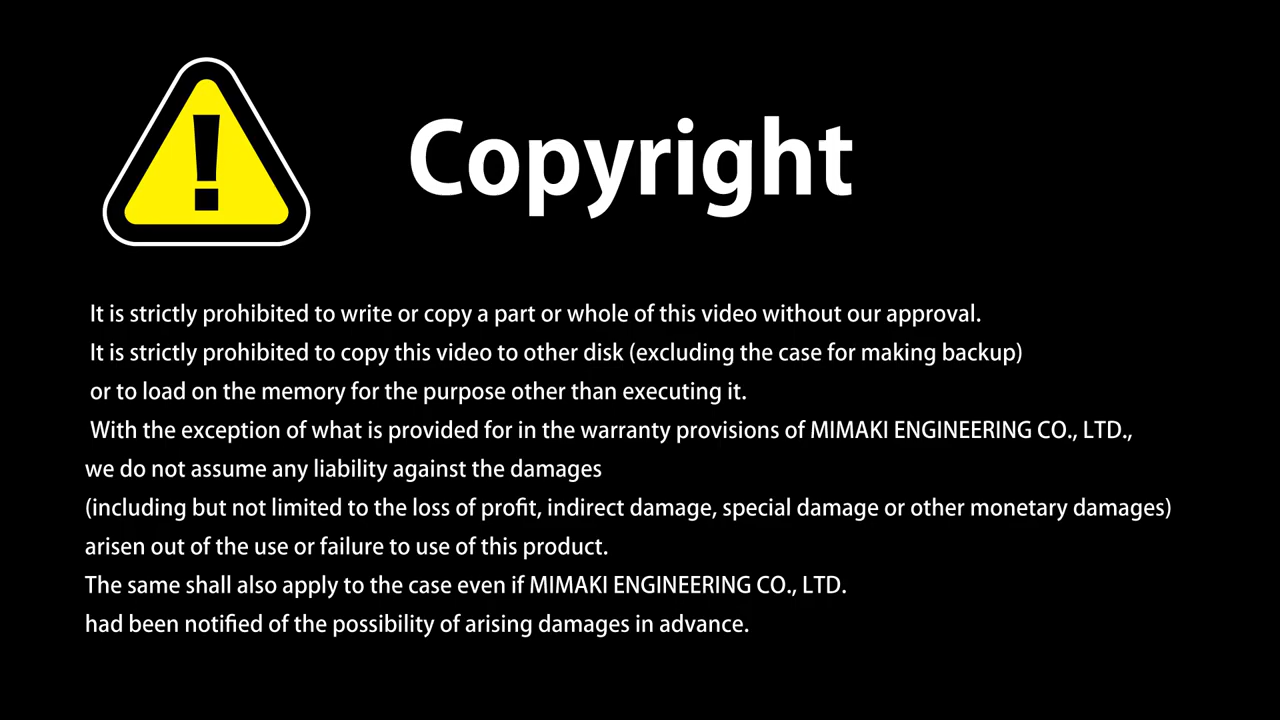 Copyright
It is strictly prohibited to write or copy a part or whole of this video without our approval.
It is strictly prohibited to copy this video to other disk (excluding the case for making backup)
or to load on the memory for the purpose other than executing it.
With the exception of what is provided for in the warranty provisions of MIMAKI ENGINEERING CO., LTD.,
we do not assume any liability against the damages
(including but not limited to the loss of profit, indirect damage, special damage or other monetary damages)
arisen out of the use or failure to use of this product.
The same shall also apply to the case even if MIMAKI ENGINEERING CO., LTD.
had been notified of the possibility of arising damages in advance.